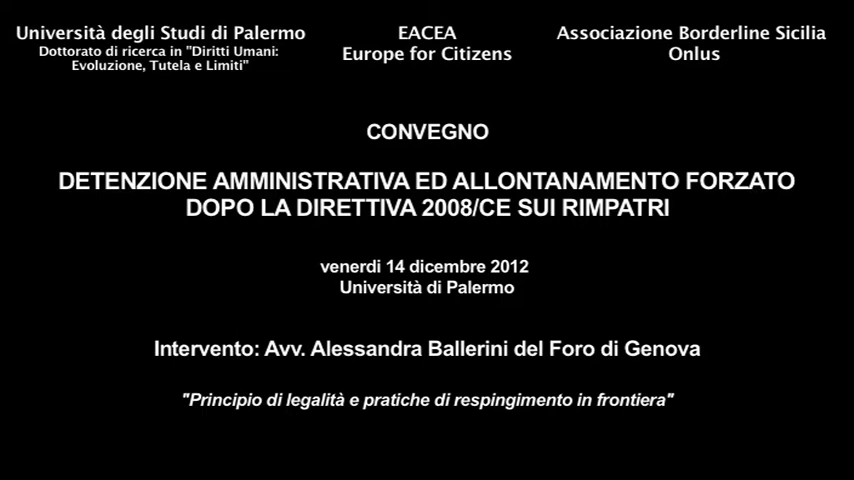 Università degli Studi di Palermo
Dottorato di ricerca in "Diritti Umani:
Evoluzione, Tutela e Limiti"
EACEA
Europe for Citizens
Associazione Borderline Sicilia
Onlus
CONVEGNO
DETENZIONE AMMINISTRATIVA ED ALLONTANAMENTO FORZATO
DOPO LA DIRETTIVA 2008/CE SUI RIMPATRI
venerdi 14 dicembre 2012
Università di Palermo
Intervento: Avv. Alessandra Ballerini del Foro di Genova
"Principio di legalità e pratiche di respingimento in frontiera"